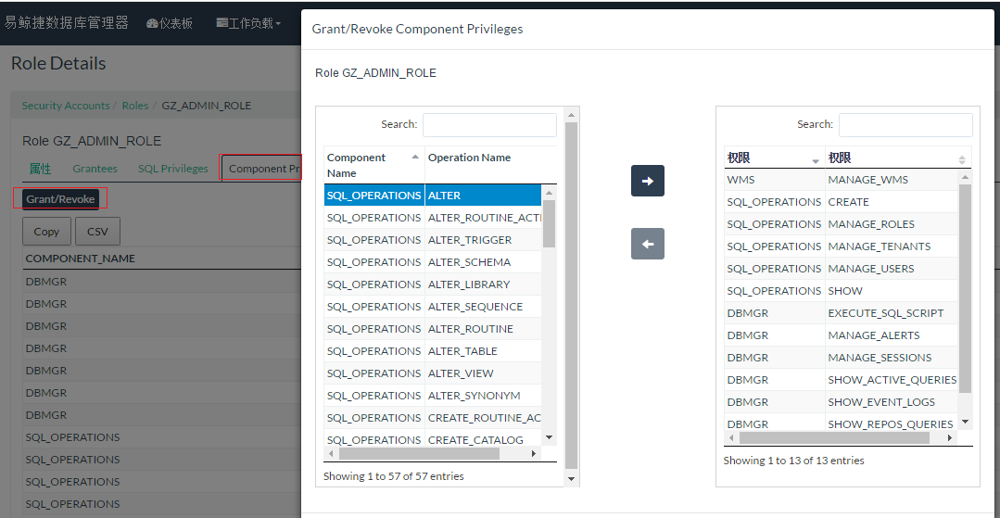 易鲸捷数据库管理器 仪表板 工作负载
Role Details
Security Accounts / Roles / GZ_ADMIN_ROLE
Role GZ_ADMIN_ROLE
属性 Grantees SQL Privileges Component Pr
Grant/Revoke
Copy CSV
COMPONENT_NAME
DBMGR
DBMGR
DBMGR
DBMGR
DBMGR
DBMGR
DBMGR
SQL_OPERATIONS
SQL_OPERATIONS
SQL_OPERATIONS
SQL_OPERATIONS
Grant/Revoke Component Privileges
Role GZ_ADMIN_ROLE
Search:
Component Name Operation Name
SQL_OPERATIONS ALTER
SQL_OPERATIONS ALTER_ROUTINE_ACTI
SQL_OPERATIONS ALTER_TRIGGER
SQL_OPERATIONS ALTER_SCHEMA
SQL_OPERATIONS ALTER_LIBRARY
SQL_OPERATIONS ALTER_SEQUENCE
SQL_OPERATIONS ALTER_ROUTINE
SQL_OPERATIONS ALTER_TABLE
SQL_OPERATIONS ALTER_VIEW
SQL_OPERATIONS ALTER_SYNONYM
SQL_OPERATIONS CREATE_ROUTINE_AC
SQL_OPERATIONS CREATE_CATALOG
Showing 1 to 57 of 57 entries
Search:
权限 权限
WMS MANAGE_WMS
SQL_OPERATIONS CREATE
SQL_OPERATIONS MANAGE_ROLES
SQL_OPERATIONS MANAGE_TENANTS
SQL_OPERATIONS MANAGE_USERS
SQL_OPERATIONS SHOW
DBMGR EXECUTE_SQL_SCRIPT
DBMGR MANAGE_ALERTS
DBMGR MANAGE_SESSIONS
DBMGR SHOW_ACTIVE_QUERIES
DBMGR SHOW_EVENT_LOGS
DBMGR SHOW_REPOS_QUERIES
Showing 1 to 13 of 13 entries